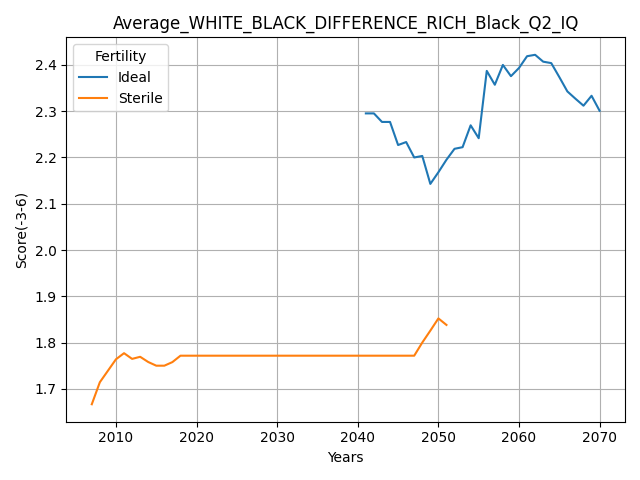 Average_WHITE_BLACK_DIFFERENCE_RICH_Black_Q2_IQ
Fertility
Ideal
Sterile
Score(-3-6)
2.4
2.3
2.2
2.1
2.0
1.9
1.8
1.7
2010 2020 2030 2040 2050 2060 2070
Years